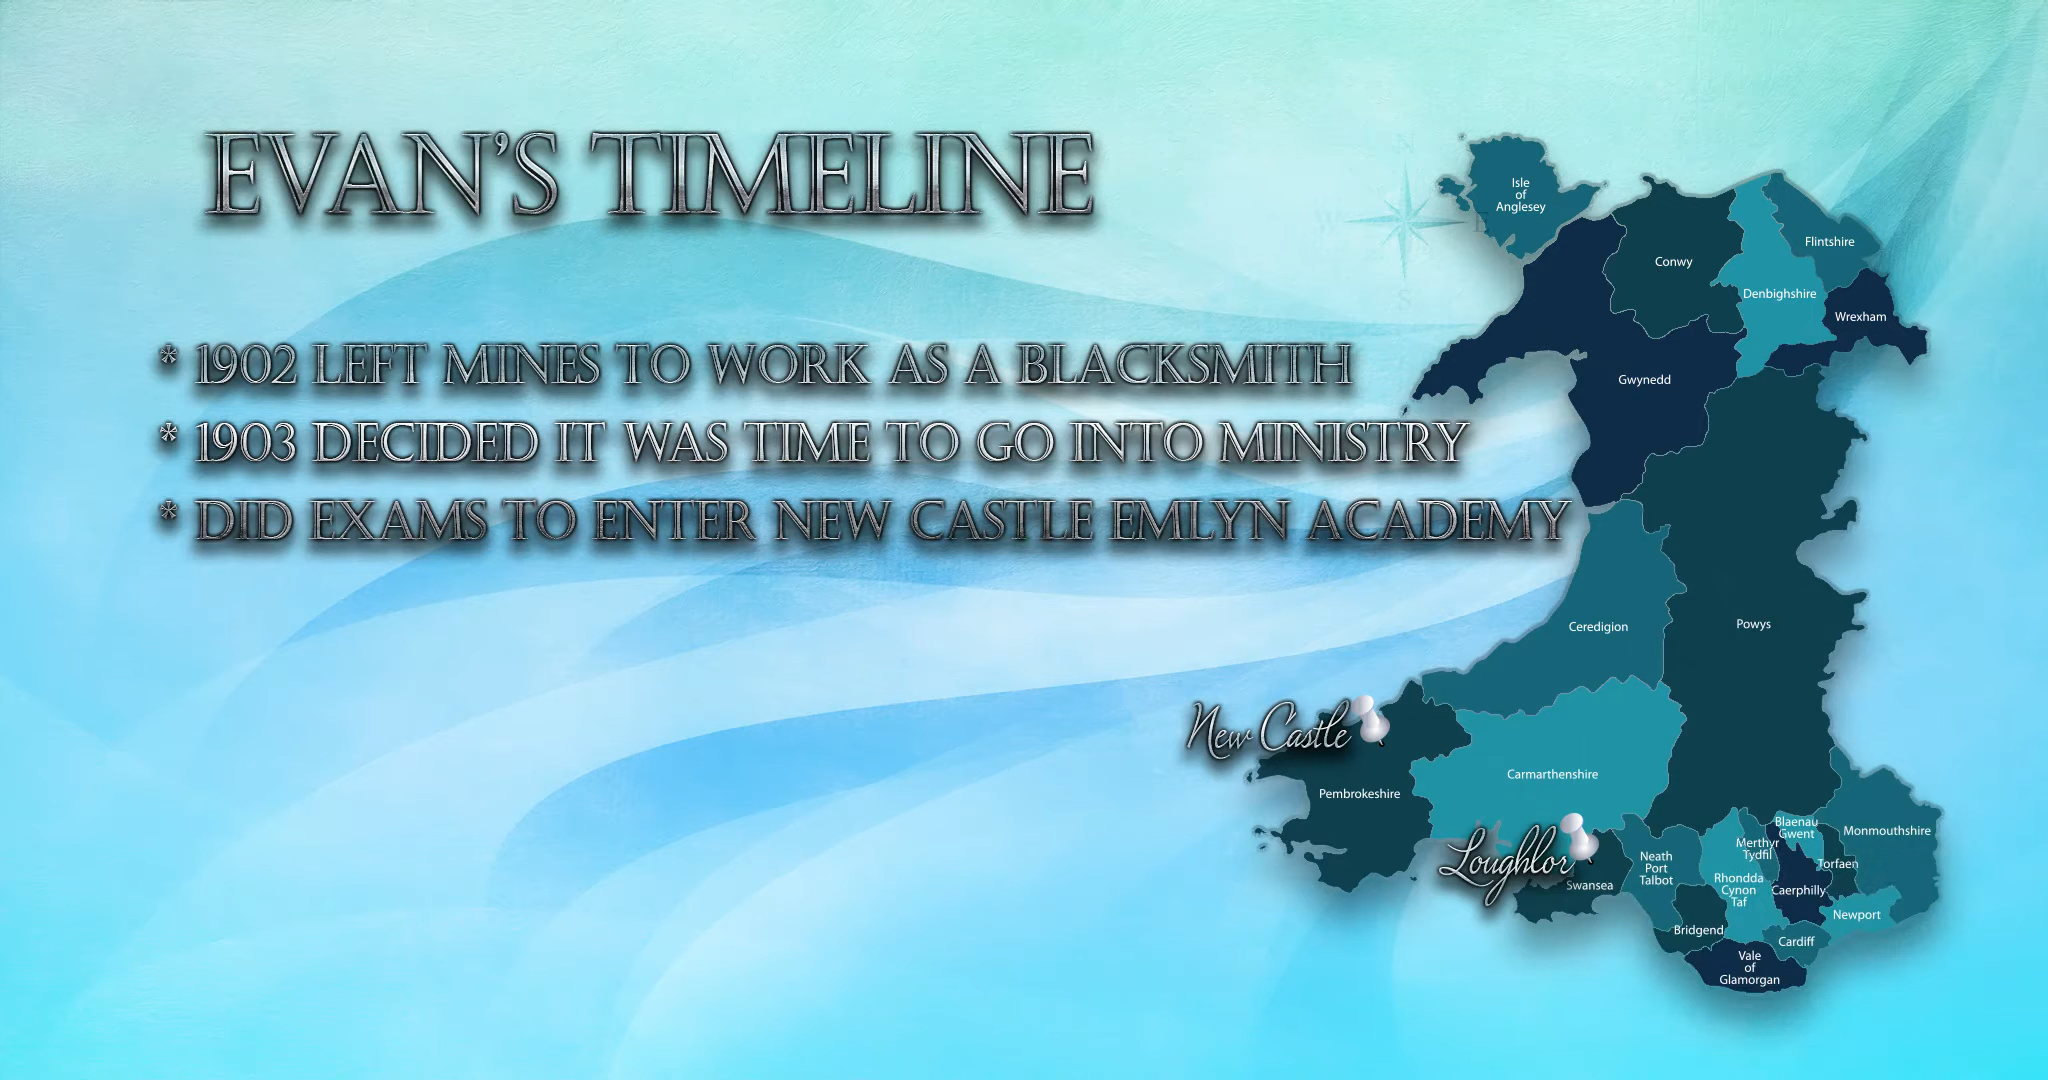 EVAN'S TIMELINE
* 1902 LEFT MINES TO WORK AS A BLACKSMITH
* 1903 DECIDED IT WAS TIME TO GO INTO MINISTRY
* DID EXAMS TO ENTER NEW CASTLE EMLYN ACADEMY
Isle
of
Anglesey
Flintshire
Conwy
Denbighshire
Wrexham
Gwynedd
Ceredigion
Powys
New Castle
Pembrokeshire
Carmarthenshire
Loughlor
Swansea
Neath
Port
Talbot
Merthyr
Tydfil
Blaenau
Gwent
Monmouthshire
Torfaen
Rhondda
Cynon
Taf
Caerphilly
Newport
Bridgend
Cardiff
Vale
of
Glamorgan
W
E
S